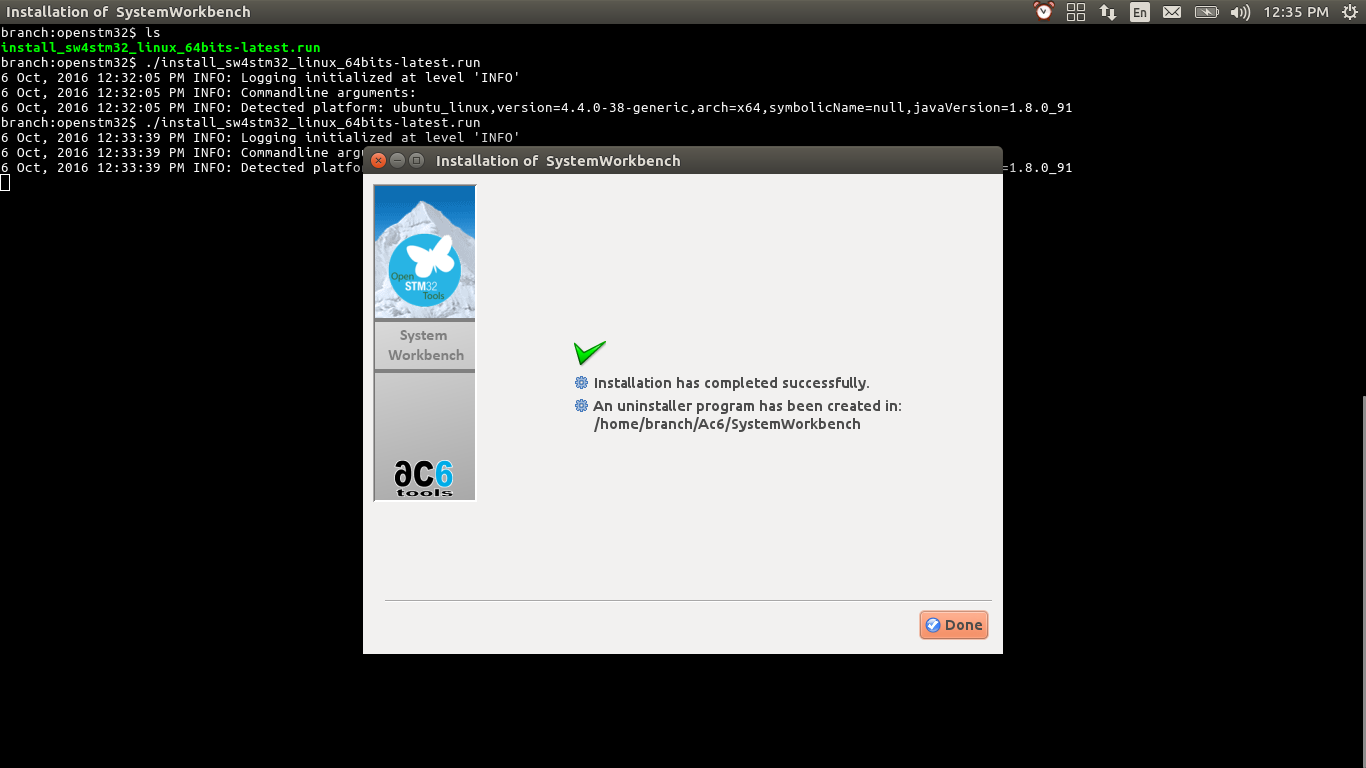 Installation of  SystemWorkbench
En
12:35 PM
branch:openstm32$ ls
install_sw4stm32_linux_64bits-latest.run
branch:openstm32$ ./install_sw4stm32_linux_64bits-latest.run
6 Oct, 2016 12:32:05 PM INFO: Logging initialized at level 'INFO'
6 Oct, 2016 12:32:05 PM INFO: Commandline arguments:
6 Oct, 2016 12:32:05 PM INFO: Detected platform: ubuntu_linux,version=4.4.0-38-generic,arch=x64,symbolicName=null,javaVersion=1.8.0_91
branch:openstm32$ ./install_sw4stm32_linux_64bits-latest.run
6 Oct, 2016 12:33:39 PM INFO: Logging initialized at level 'INFO'
6 Oct, 2016 12:33:39 PM INFO: Commandline argu
6 Oct, 2016 12:33:39 PM INFO: Detected platfor
=1.8.0_91
Installation of  SystemWorkbench
Open
STM32
Tools
System
Workbench
ac6
tools
Installation has completed successfully.
An uninstaller program has been created in:
/home/branch/Ac6/SystemWorkbench
Done